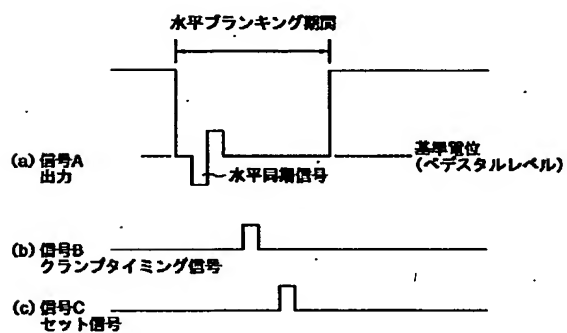 水平ブランキング期間
(a) 信号A
出力
水平同期信号
基準電位
(ペデスタルレベル)
(b) 信号B
クランプタイミング信号
(c) 信号C
セット信号